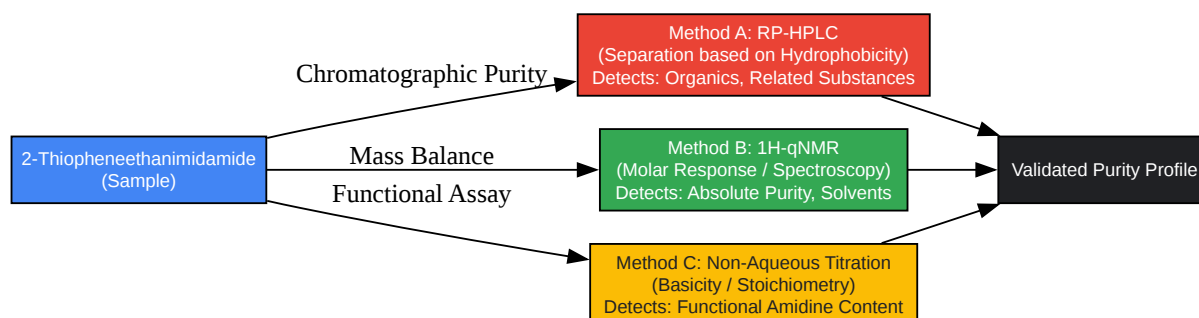 2-Thiopheneethanimidamide
(Sample)
Chromatographic Purity
Mass Balance
Functional Assay
Method A: RP-HPLC
(Separation based on Hydrophobicity)
Detects: Organics, Related Substances
Method B: 1H-qNMR
(Molar Response / Spectroscopy)
Detects: Absolute Purity, Solvents
Method C: Non-Aqueous Titration
(Basicity / Stoichiometry)
Detects: Functional Amidine Content
Validated Purity Profile